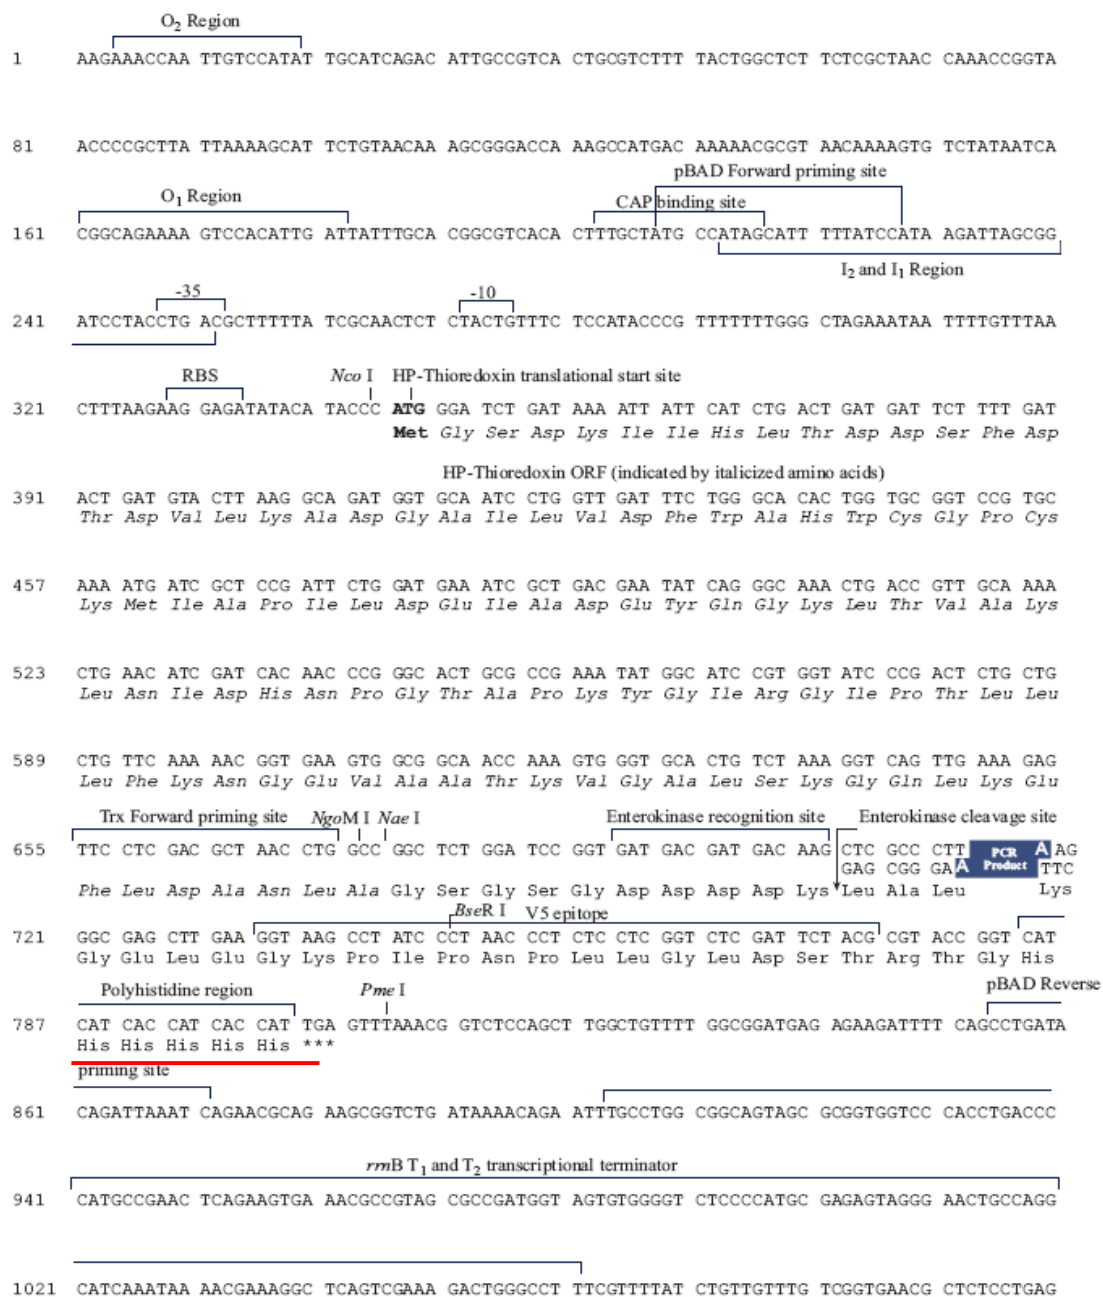 O2 Region
1 AAGAAACCAA TTGTCCATAT TGCATCAGAC ATTGCCGTCA CTGCGTCTTT TACTGGCTCT TCTCGCTAAC CAAACCGGTA
81 ACCCCGCTTA TTAAAAGCAT TCTGTAACAA AGCGGGACCA AAGCCATGAC AAAAACGCGT AACAAAAGTG TCTATAATCA
pBAD Forward priming site
O1 Region CAP binding site
161 CGGCAGAAAA GTCCACATTG ATTATTTGCA CGGCGTCACA CTTTGCTATG CCATAGCATT TTTATCCATA AGATTAGCGG
I2 and I1 Region
-35 -10
241 ATCCTACCTG ACGCTTTTTA TCGCAACTCT CTACTGTTTC TCCATACCCG TTTTTTTGGG CTAGAAATAA TTTTGTTTAA
RBS Nco I HP-Thioredoxin translational start site
321 CTTTAAGAAG GAGATATACA TACCC ATG GGA TCT GAT AAA ATT ATT CAT CTG ACT GAT GAT TCT TTT GAT
Met Gly Ser Asp Lys Ile Ile His Leu Thr Asp Asp Ser Phe Asp
HP-Thioredoxin ORF (indicated by italicized amino acids)
391 ACT GAT GTA CTT AAG GCA GAT GGT GCA ATC CTG GTT GAT TTC TGG GCA CAC TGG TGC GGT CCG TGC
Thr Asp Val Leu Lys Ala Asp Gly Ala Ile Leu Val Asp Phe Trp Ala His Trp Cys Gly Pro Cys
457 AAA ATG ATC GCT CCG ATT CTG GAT GAA ATC GCT GAC GAA TAT CAG GGC AAA CTG ACC GTT GCA AAA
Lys Met Ile Ala Pro Ile Leu Asp Glu Ile Ala Asp Glu Tyr Gln Gly Lys Leu Thr Val Ala Lys
523 CTG AAC ATC GAT CAC AAC CCG GGC ACT GCG CCG AAA TAT GGC ATC CGT GGT ATC CCG ACT CTG CTG
Leu Asn Ile Asp His Asn Pro Gly Thr Ala Pro Lys Tyr Gly Ile Arg Gly Ile Pro Thr Leu Leu
589 CTG TTC AAA AAC GGT GAA GTG GCG GCA ACC AAA GTG GGT GCA CTG TCT AAA GGT CAG TTG AAA GAG
Leu Phe Lys Asn Gly Glu Val Ala Ala Thr Lys Val Gly Ala Leu Ser Lys Gly Gln Leu Lys Glu
Trx Forward priming site NgoM I Nae I Enterokinase recognition site Enterokinase cleavage site
655 TTC CTC GAC GCT AAC CTG GCC GGC TCT GGA TCC GGT GAT GAC GAT GAC AAG CTC GCC CTT PCR A AG
GAG CGG GA A Product TTC
Phe Leu Asp Ala Asn Leu Ala Gly Ser Gly Ser Gly Asp Asp Asp Asp Lys Leu Ala Leu Lys
BseR I V5 epitope
721 GGC GAG CTT GAA GGT AAG CCT ATC CCT AAC CCT CTC CTC GGT CTC GAT TCT ACG CGT ACC GGT CAT
Gly Glu Leu Glu Gly Lys Pro Ile Pro Asn Pro Leu Leu Gly Leu Asp Ser Thr Arg Thr Gly His
Polyhistidine region Pme I pBAD Reverse
787 CAT CAC CAT CAC CAT TGA GTTTAAACG GTCTCCAGCT TGGCTGTTTT GGCGGATGAG AGAAGATTTT CAGCCTGATA
His His His His His ***
priming site
861 CAGATTAAAT CAGAACGCAG AAGCGGTCTG ATAAAACAGA ATTTGCCTGG CGGCAGTAGC GCGGTGGTCC CACCTGACCC
rrnB T1 and T2 transcriptional terminator
941 CATGCCGAAC TCAGAAGTGA AACGCCGTAG CGCCGATGGT AGTGTGGGGT CTCCCCATGC GAGAGTAGGG AACTGCCAGG
1021 CATCAAATAA AACGAAAGGC TCAGTCGAAA GACTGGGCCT TTCGTTTTAT CTGTTGTTTG TCGGTGAACG CTCTCCTGAG